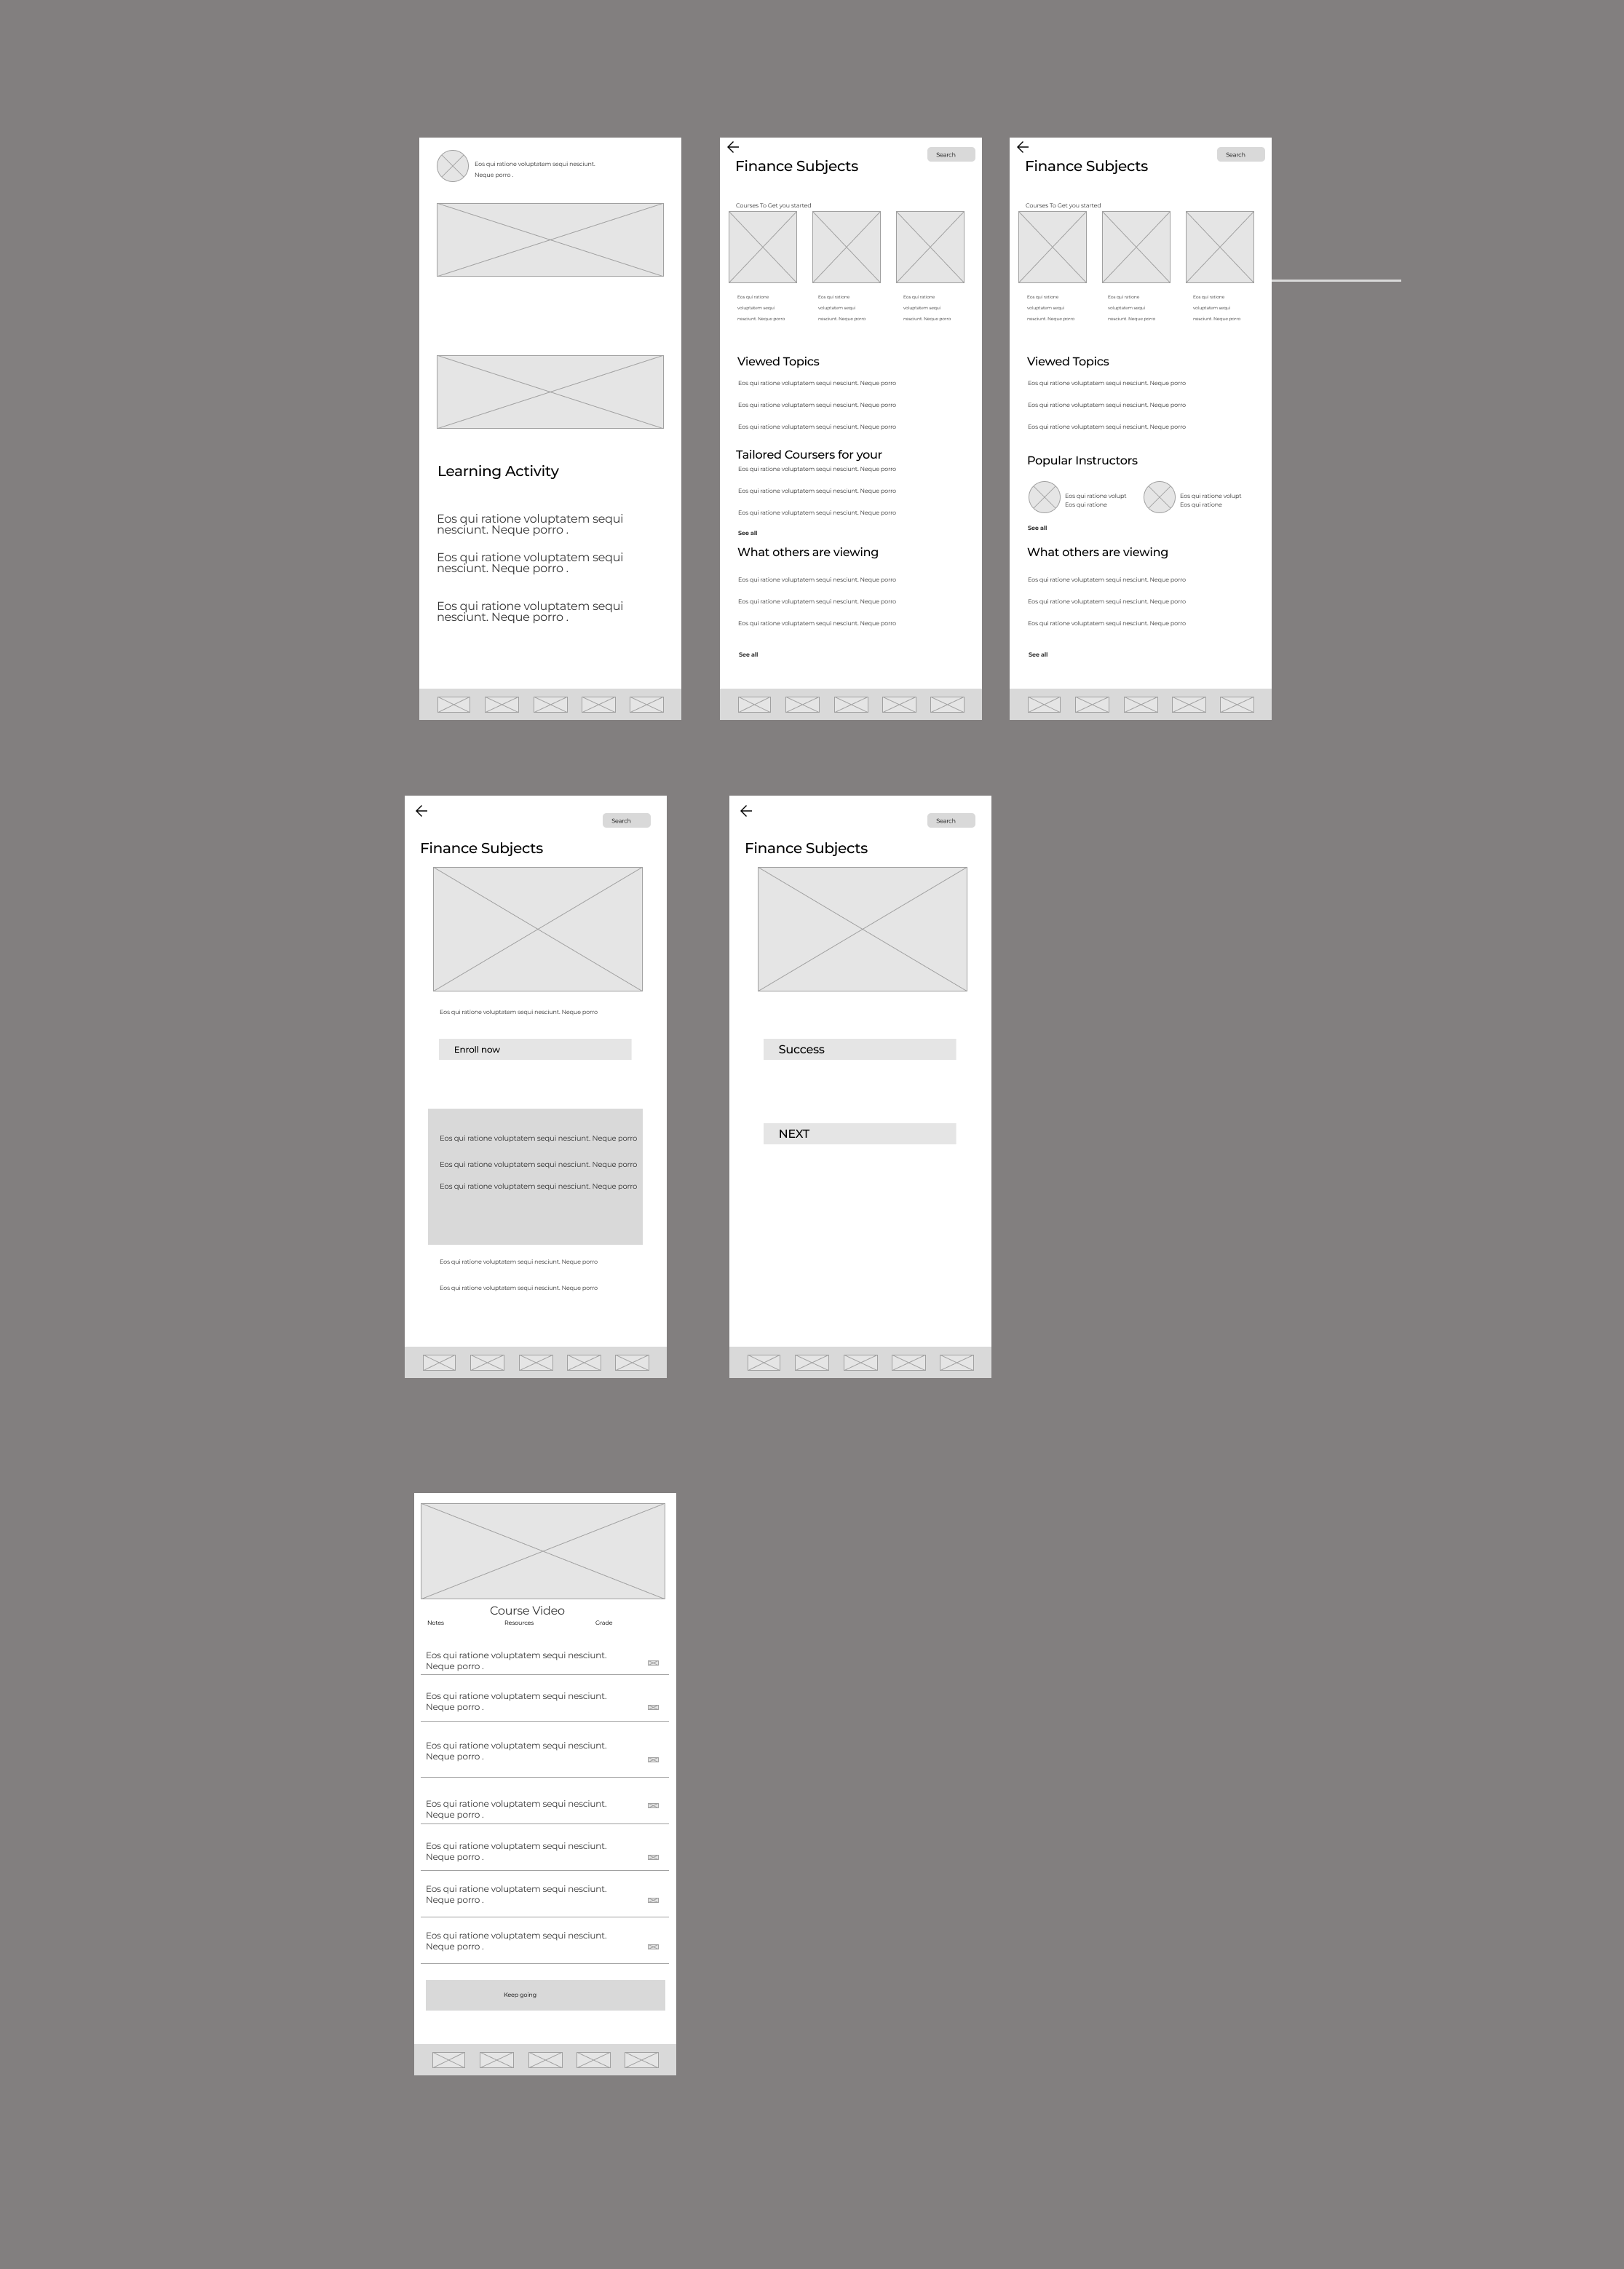 Eos qui ratione voluptatem sequi nesciunt.
Neque porro .
Learning Activity
Eos qui ratione voluptatem sequi
nesciunt. Neque porro .
Eos qui ratione voluptatem sequi
nesciunt. Neque porro .
Eos qui ratione voluptatem sequi
nesciunt. Neque porro .
Search
Finance Subjects
Courses To Get you started
Eos qui ratione
voluptatem sequi
nesciunt. Neque porro
Eos qui ratione
voluptatem sequi
nesciunt. Neque porro
Eos qui ratione
voluptatem sequi
nesciunt. Neque porro
Viewed Topics
Eos qui ratione voluptatem sequi nesciunt. Neque porro
Eos qui ratione voluptatem sequi nesciunt. Neque porro
Eos qui ratione voluptatem sequi nesciunt. Neque porro
Tailored Coursers for your
Eos qui ratione voluptatem sequi nesciunt. Neque porro
Eos qui ratione voluptatem sequi nesciunt. Neque porro
Eos qui ratione voluptatem sequi nesciunt. Neque porro
See all
What others are viewing
Eos qui ratione voluptatem sequi nesciunt. Neque porro
Eos qui ratione voluptatem sequi nesciunt. Neque porro
Eos qui ratione voluptatem sequi nesciunt. Neque porro
See all
Search
Finance Subjects
Courses To Get you started
Eos qui ratione
voluptatem sequi
nesciunt. Neque porro
Eos qui ratione
voluptatem sequi
nesciunt. Neque porro
Eos qui ratione
voluptatem sequi
nesciunt. Neque porro
Viewed Topics
Eos qui ratione voluptatem sequi nesciunt. Neque porro
Eos qui ratione voluptatem sequi nesciunt. Neque porro
Eos qui ratione voluptatem sequi nesciunt. Neque porro
Popular Instructors
Eos qui ratione volupt
Eos qui ratione
Eos qui ratione volupt
Eos qui ratione
See all
What others are viewing
Eos qui ratione voluptatem sequi nesciunt. Neque porro
Eos qui ratione voluptatem sequi nesciunt. Neque porro
Eos qui ratione voluptatem sequi nesciunt. Neque porro
See all
Search
Finance Subjects
Eos qui ratione voluptatem sequi nesciunt. Neque porro
Enroll now
Eos qui ratione voluptatem sequi nesciunt. Neque porro
Eos qui ratione voluptatem sequi nesciunt. Neque porro
Eos qui ratione voluptatem sequi nesciunt. Neque porro
Eos qui ratione voluptatem sequi nesciunt. Neque porro
Eos qui ratione voluptatem sequi nesciunt. Neque porro
Search
Finance Subjects
Success
NEXT
Course Video
Notes Resources Grade
Eos qui ratione voluptatem sequi nesciunt.
Neque porro .
Eos qui ratione voluptatem sequi nesciunt.
Neque porro .
Eos qui ratione voluptatem sequi nesciunt.
Neque porro .
Eos qui ratione voluptatem sequi nesciunt.
Neque porro .
Eos qui ratione voluptatem sequi nesciunt.
Neque porro .
Eos qui ratione voluptatem sequi nesciunt.
Neque porro .
Eos qui ratione voluptatem sequi nesciunt.
Neque porro .
Keep going